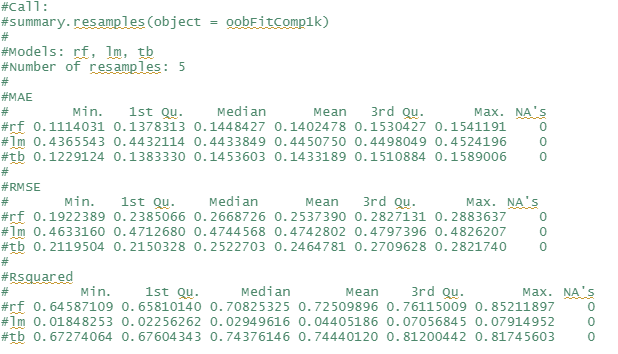 #Call:
#summary.resamples(object = oobFitComp1k)
#
#Models: rf, lm, tb
#Number of resamples: 5
#
#MAE
#         Min.   1st Qu.    Median      Mean   3rd Qu.      Max. NA's
#rf 0.1114031 0.1378313 0.1448427 0.1402478 0.1530427 0.1541191    0
#lm 0.4365543 0.4432114 0.4433849 0.4450750 0.4498049 0.4524196    0
#tb 0.1229124 0.1383330 0.1453603 0.1433189 0.1510884 0.1589006    0
#
#RMSE
#        Min.   1st Qu.    Median      Mean   3rd Qu.      Max. NA's
#rf 0.1922389 0.2385066 0.2668726 0.2537390 0.2827131 0.2883637    0
#lm 0.4633160 0.4712680 0.4744568 0.4742802 0.4797396 0.4826207    0
#tb 0.2119504 0.2150328 0.2522703 0.2464781 0.2709628 0.2821740    0
#
#Rsquared
#          Min.    1st Qu.     Median       Mean    3rd Qu.       Max. NA's
#rf 0.64587109 0.65810140 0.70825325 0.72509896 0.76115009 0.85211897    0
#lm 0.01848253 0.02256262 0.02949616 0.04405186 0.07056845 0.07914952    0
#tb 0.67274064 0.67604343 0.74376146 0.74440120 0.81200442 0.81745603    0